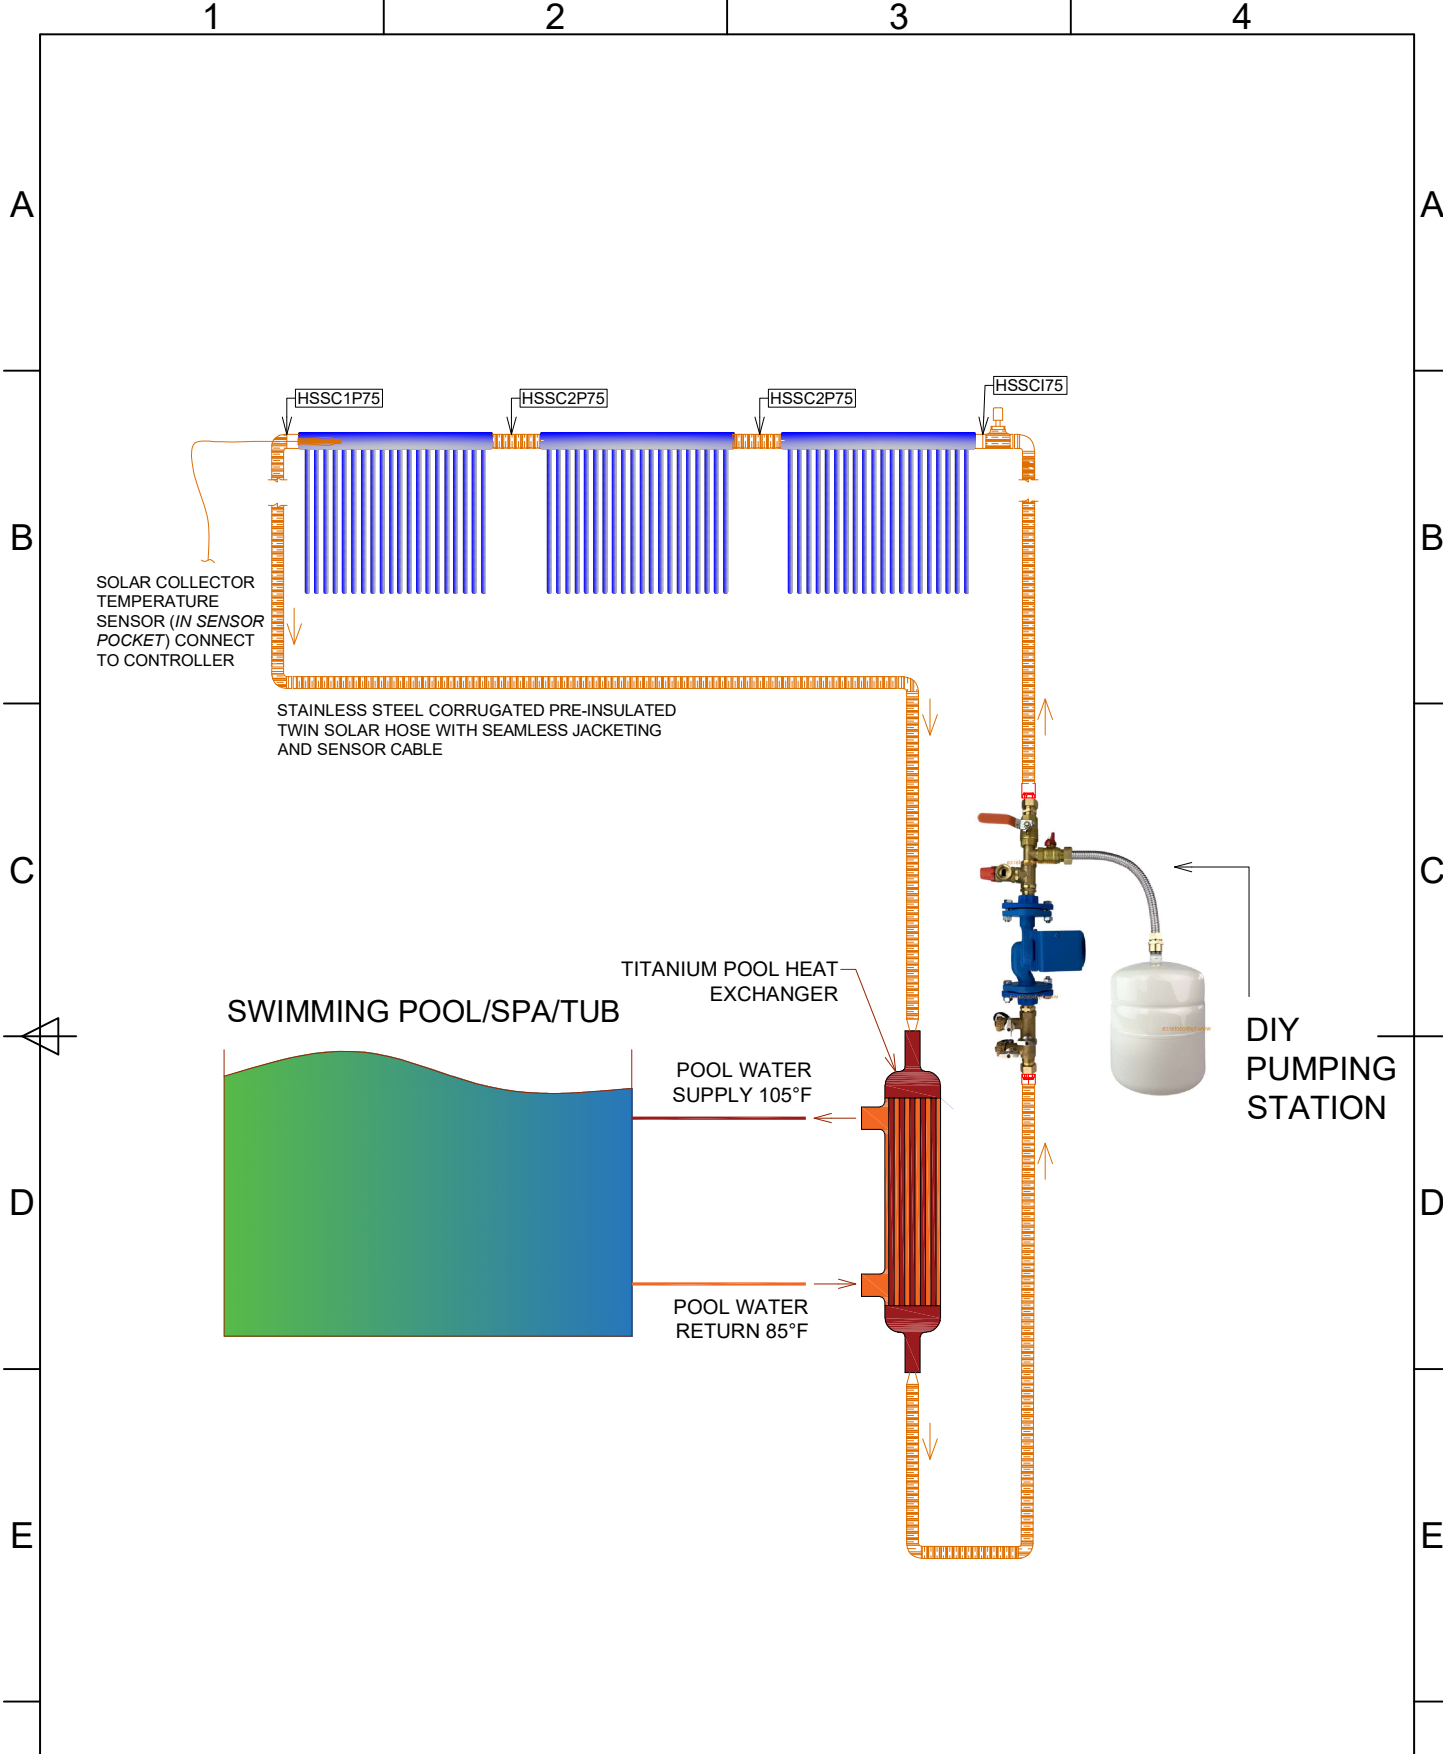 1 2 3 4
A A
HSSC1P75 HSSC2P75 HSSC2P75 HSSCI75
B B
SOLAR COLLECTOR
TEMPERATURE
SENSOR (IN SENSOR
POCKET) CONNECT
TO CONTROLLER
STAINLESS STEEL CORRUGATED PRE-INSULATED
TWIN SOLAR HOSE WITH SEAMLESS JACKETING
AND SENSOR CABLE
C C
TITANIUM POOL HEAT
EXCHANGER
SWIMMING POOL/SPA/TUB
DIY
PUMPING
STATION
POOL WATER
SUPPLY 105°F
D D
POOL WATER
RETURN 85°F
E E